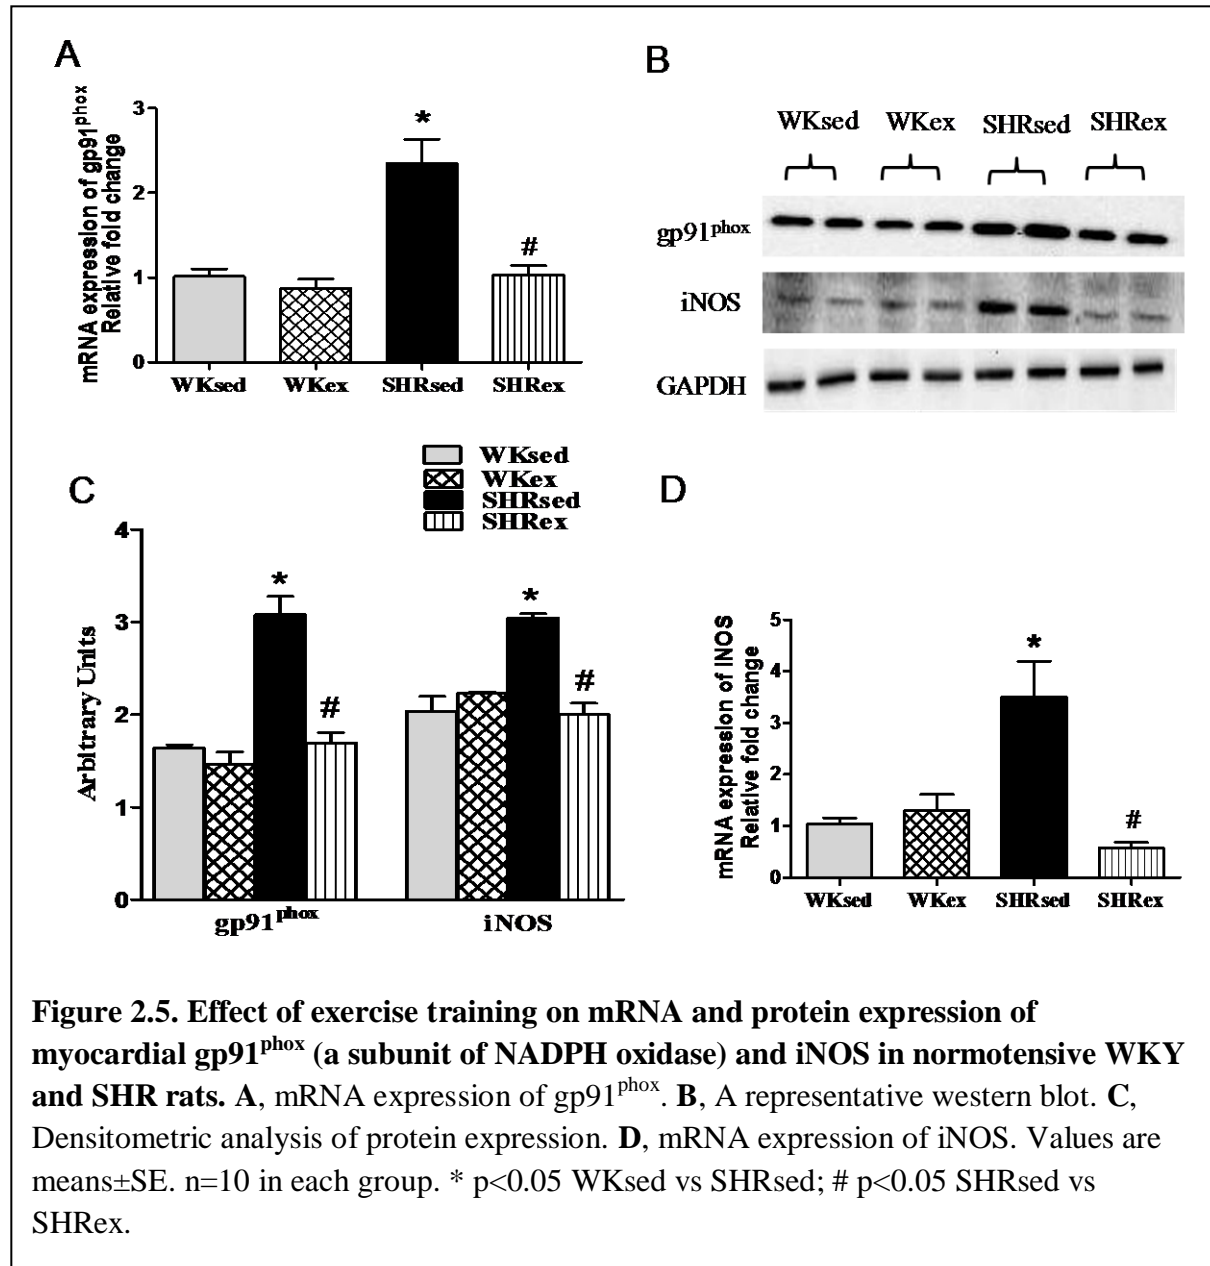 A
mRNA expression of gp91phox
Relative fold change
3
2
1
0
*
#
WKsed WKex SHRsed SHRex
B
WKsed WKex SHRsed SHRex
gp91phox
iNOS
GAPDH
C
WKsed
WKex
SHRsed
SHRex
Arbitrary Units
4
3
2
1
0
*
#
*
#
gp91phox iNOS
D
mRNA expression of INOS
Relative fold change
5
4
3
2
1
0
*
#
WKsed WKex SHRsed SHRex
Figure 2.5. Effect of exercise training on mRNA and protein expression of
myocardial gp91phox (a subunit of NADPH oxidase) and iNOS in normotensive WKY
and SHR rats. A, mRNA expression of gp91phox. B, A representative western blot. C,
Densitometric analysis of protein expression. D, mRNA expression of iNOS. Values are
means±SE. n=10 in each group. * p<0.05 WKsed vs SHRsed; # p<0.05 SHRsed vs
SHRex.